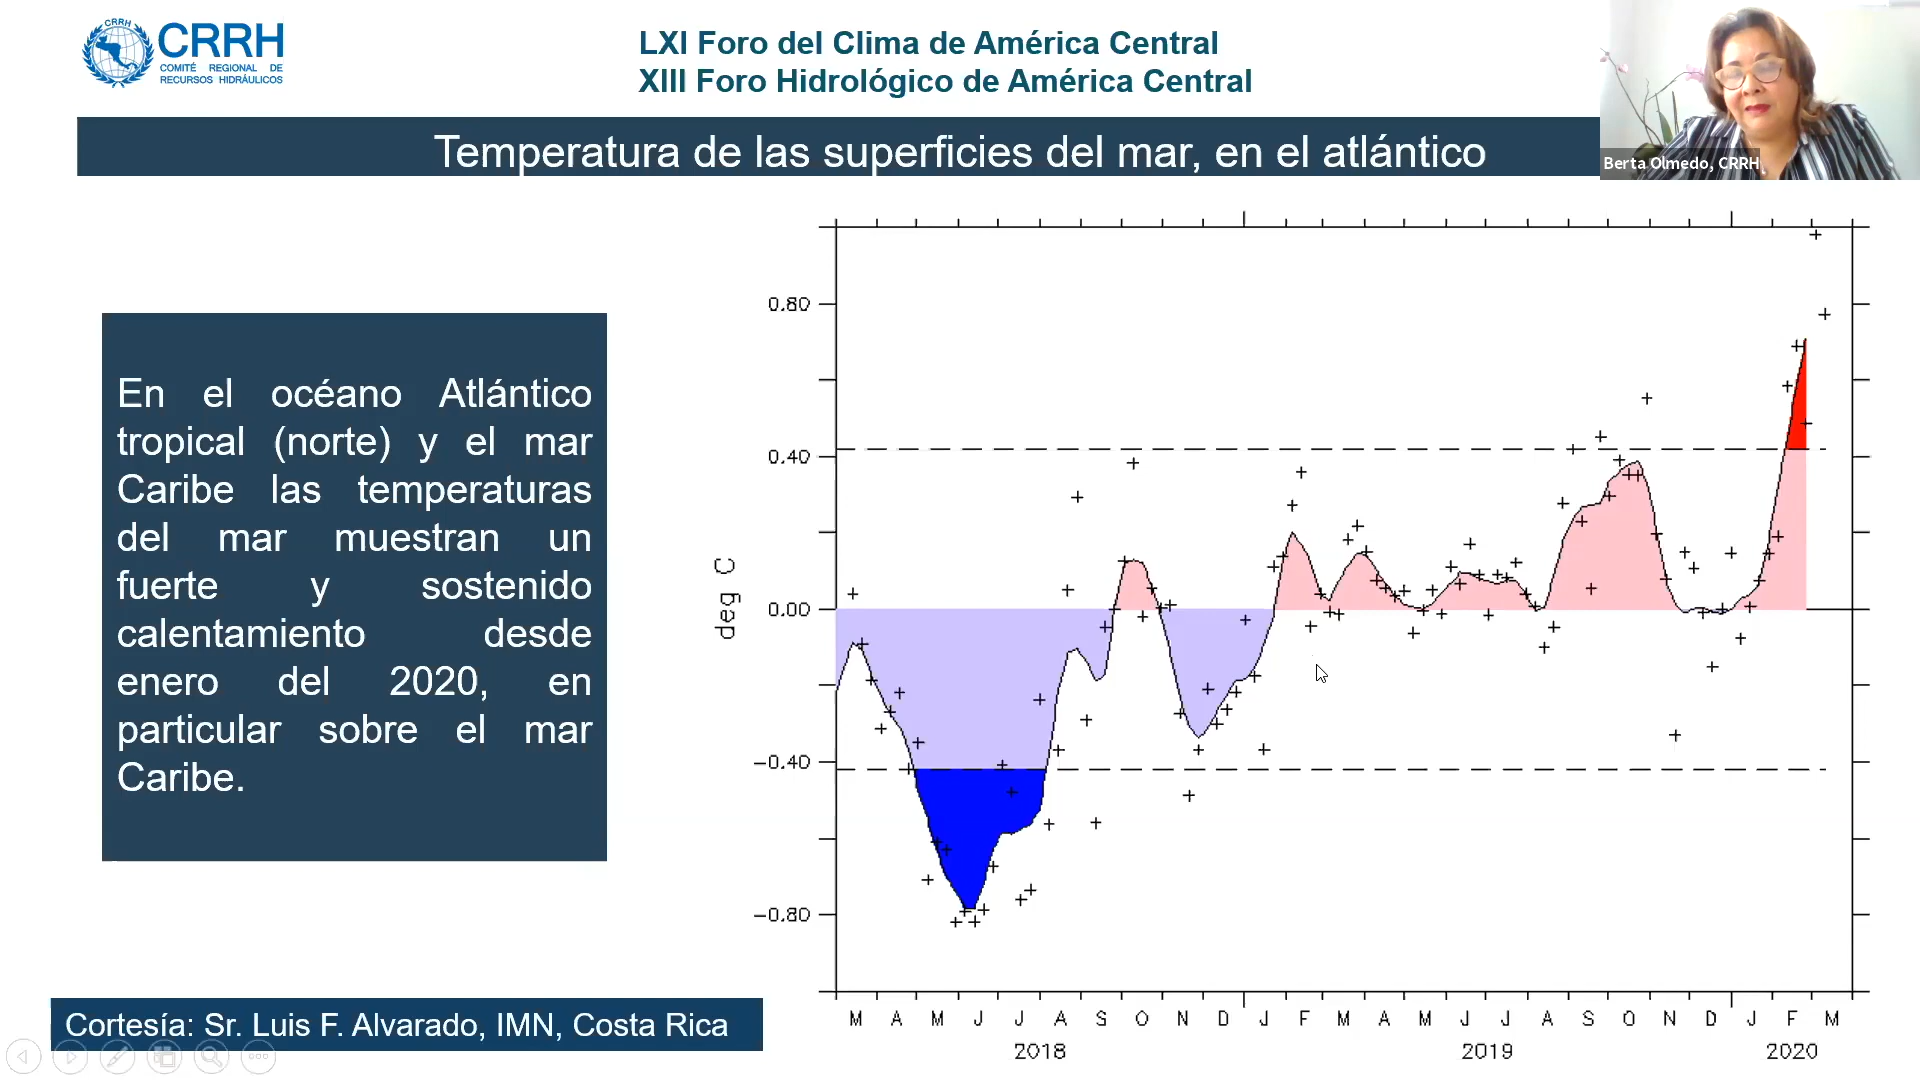 CRRH
CRRH
COMITÉ REGIONAL DE
RECURSOS HIDRÁULICOS
LXI Foro del Clima de América Central
XIII Foro Hidrológico de América Central
Berta Olmedo, CRRH
Temperatura de las superficies del mar, en el atlántico
En el océano Atlántico
tropical (norte) y el mar
Caribe las temperaturas
del mar muestran un
fuerte y sostenido
calentamiento desde
enero del 2020, en
particular sobre el mar
Caribe.
0.80
0.40
0.00
−0.40
−0.80
deg C
M A M J J A S O N D J F M A M J J A S O N D J F M
2018 2019 2020
Cortesía: Sr. Luis F. Alvarado, IMN, Costa Rica